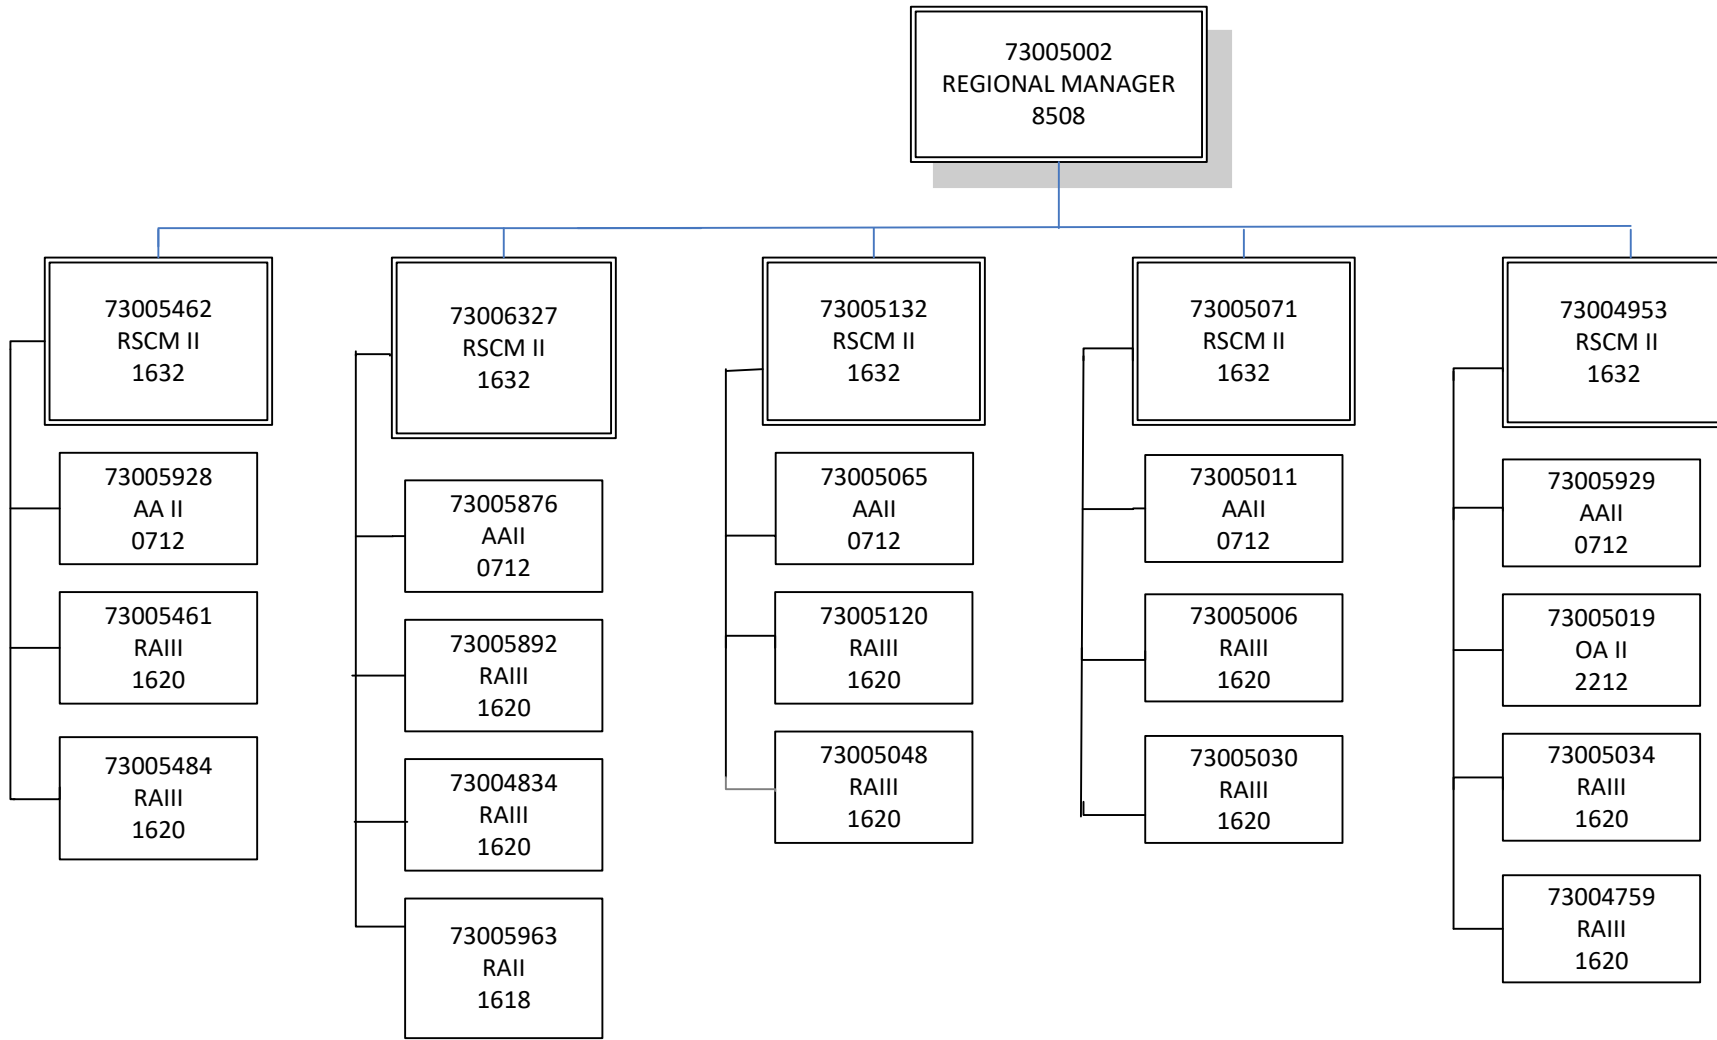 73005002
REGIONAL MANAGER
8508
73005462
RSCM II
1632
73005928
AA II
0712
73005461
RAIII
1620
73005484
RAIII
1620
73006327
RSCM II
1632
73005876
AAII
0712
73005892
RAIII
1620
73004834
RAIII
1620
73005963
RAII
1618
73005132
RSCM II
1632
73005065
AAII
0712
73005120
RAIII
1620
73005048
RAIII
1620
73005071
RSCM II
1632
73005011
AAII
0712
73005006
RAIII
1620
73005030
RAIII
1620
73004953
RSCM II
1632
73005929
AAII
0712
73005019
OA II
2212
73005034
RAIII
1620
73004759
RAIII
1620